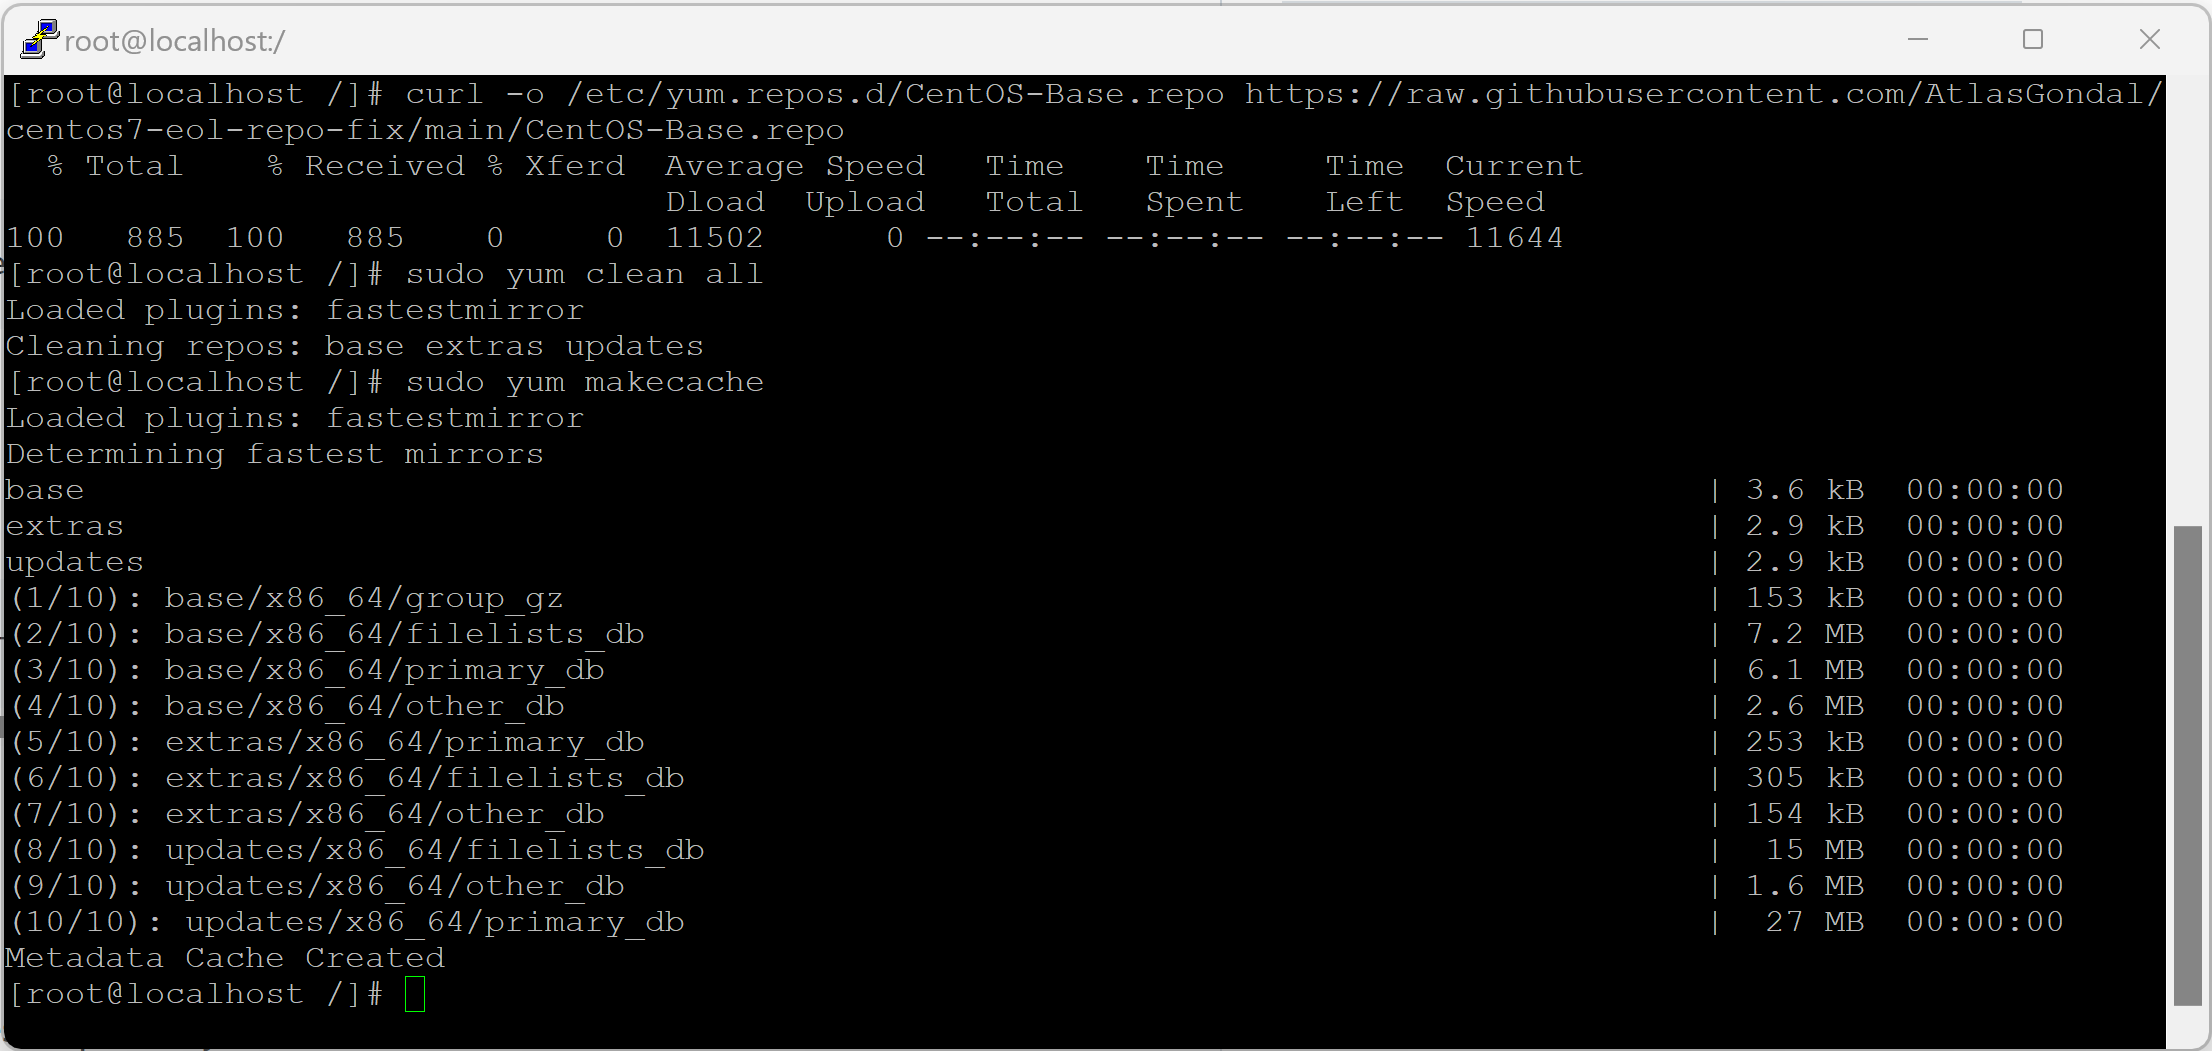 root@localhost:/
[root@localhost /]# curl -o /etc/yum.repos.d/CentOS-Base.repo https://raw.githubusercontent.com/AtlasGondal/
centos7-eol-repo-fix/main/CentOS-Base.repo
  % Total    % Received % Xferd  Average Speed   Time    Time     Time  Current
                                 Dload  Upload   Total   Spent    Left  Speed
100   885  100   885    0     0  11502      0 --:--:-- --:--:-- --:--:-- 11644
[root@localhost /]# sudo yum clean all
Loaded plugins: fastestmirror
Cleaning repos: base extras updates
[root@localhost /]# sudo yum makecache
Loaded plugins: fastestmirror
Determining fastest mirrors
base | 3.6 kB 00:00:00
extras | 2.9 kB 00:00:00
updates | 2.9 kB 00:00:00
(1/10): base/x86_64/group_gz | 153 kB 00:00:00
(2/10): base/x86_64/filelists_db | 7.2 MB 00:00:00
(3/10): base/x86_64/primary_db | 6.1 MB 00:00:00
(4/10): base/x86_64/other_db | 2.6 MB 00:00:00
(5/10): extras/x86_64/primary_db | 253 kB 00:00:00
(6/10): extras/x86_64/filelists_db | 305 kB 00:00:00
(7/10): extras/x86_64/other_db | 154 kB 00:00:00
(8/10): updates/x86_64/filelists_db | 15 MB 00:00:00
(9/10): updates/x86_64/other_db | 1.6 MB 00:00:00
(10/10): updates/x86_64/primary_db | 27 MB 00:00:00
Metadata Cache Created
[root@localhost /]#